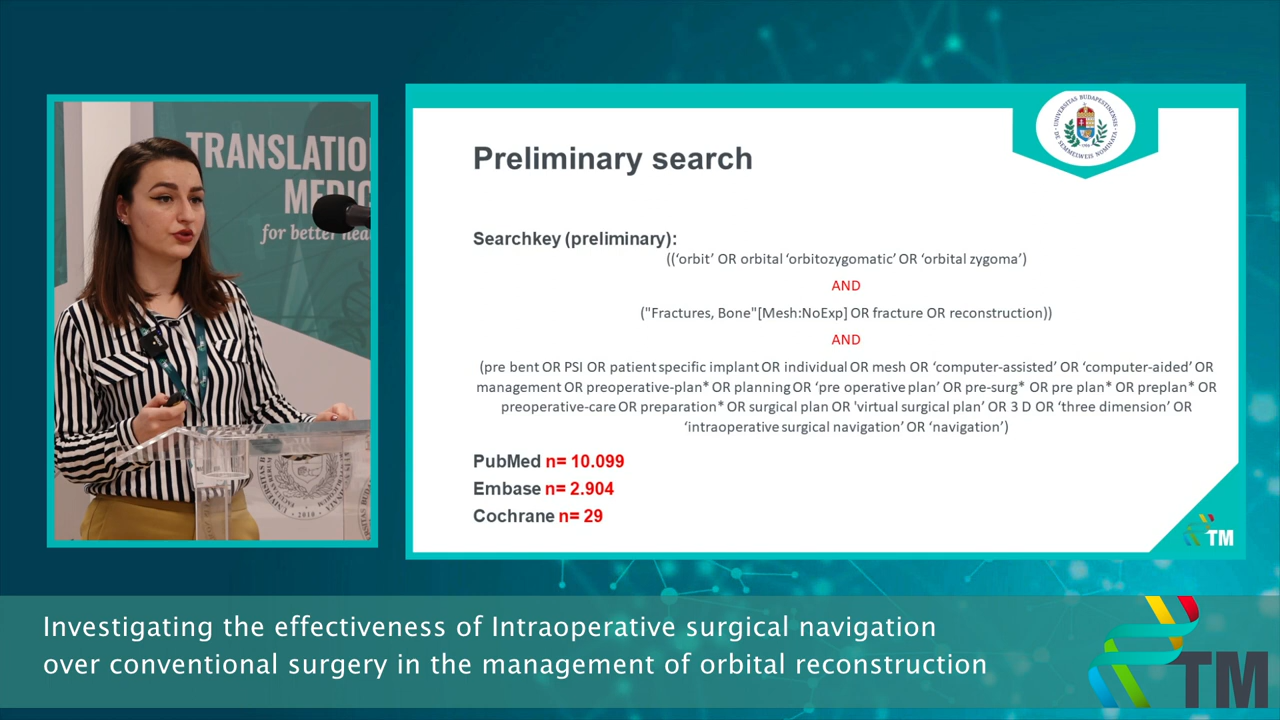 TRANSLATIO
MEDIC
for better hea
Preliminary search
Searchkey (preliminary):
((‘orbit’ OR orbital ‘orbitozygomatic’ OR ‘orbital zygoma’)
AND
("Fractures, Bone"[Mesh:NoExp] OR fracture OR reconstruction))
AND
(pre bent OR PSI OR patient specific implant OR individual OR mesh OR ‘computer-assisted’ OR ‘computer-aided’ OR
management OR preoperative-plan* OR planning OR ‘pre operative plan’ OR pre-surg* OR pre plan* OR preplan* OR
preoperative-care OR preparation* OR surgical plan OR 'virtual surgical plan’ OR 3 D OR ‘three dimension’ OR
‘intraoperative surgical navigation’ OR ‘navigation’)
PubMed n= 10.099
Embase n= 2.904
Cochrane n= 29
TM
Investigating the effectiveness of Intraoperative surgical navigation
over conventional surgery in the management of orbital reconstruction
TM